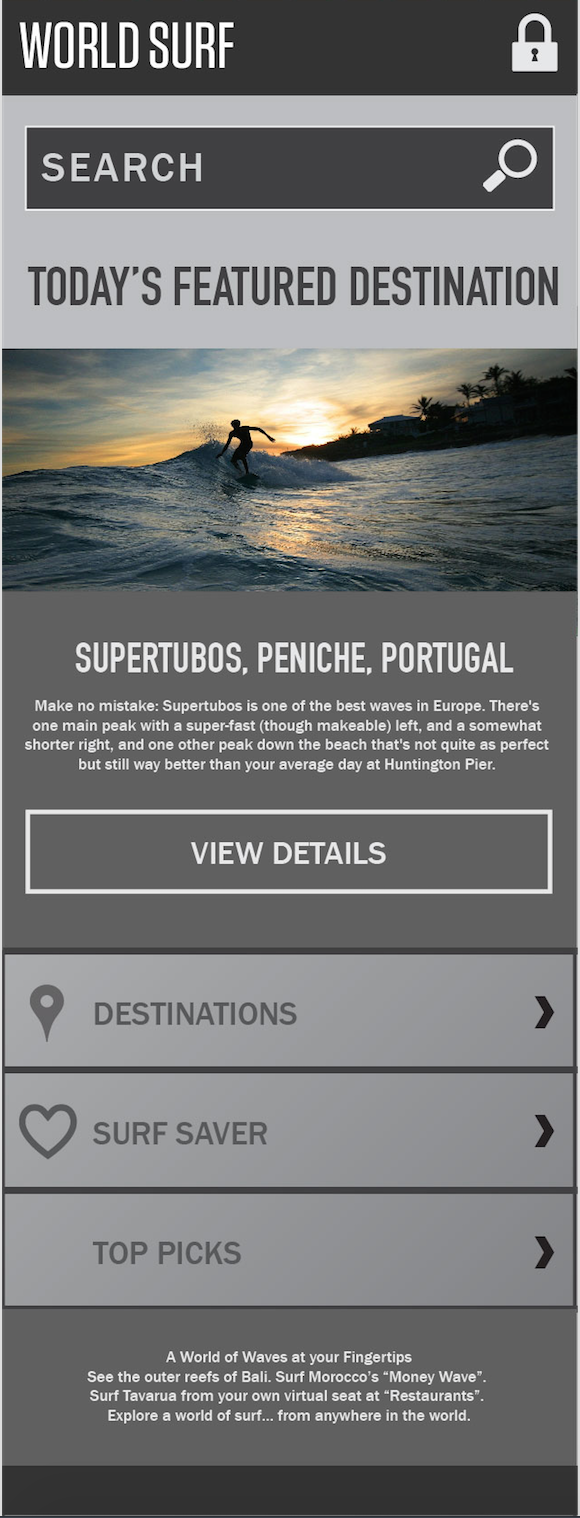 WORLD SURF
SEARCH
TODAY’S FEATURED DESTINATION
SUPERTUBOS, PENICHE, PORTUGAL
Make no mistake: Supertubos is one of the best waves in Europe. There's
one main peak with a super-fast (though makeable) left, and a somewhat
shorter right, and one other peak down the beach that's not quite as perfect
but still way better than your average day at Huntington Pier.
VIEW DETAILS
DESTINATIONS
SURF SAVER
TOP PICKS
A World of Waves at your Fingertips
See the outer reefs of Bali. Surf Morocco’s “Money Wave”.
Surf Tavarua from your own virtual seat at “Restaurants”.
Explore a world of surf... from anywhere in the world.